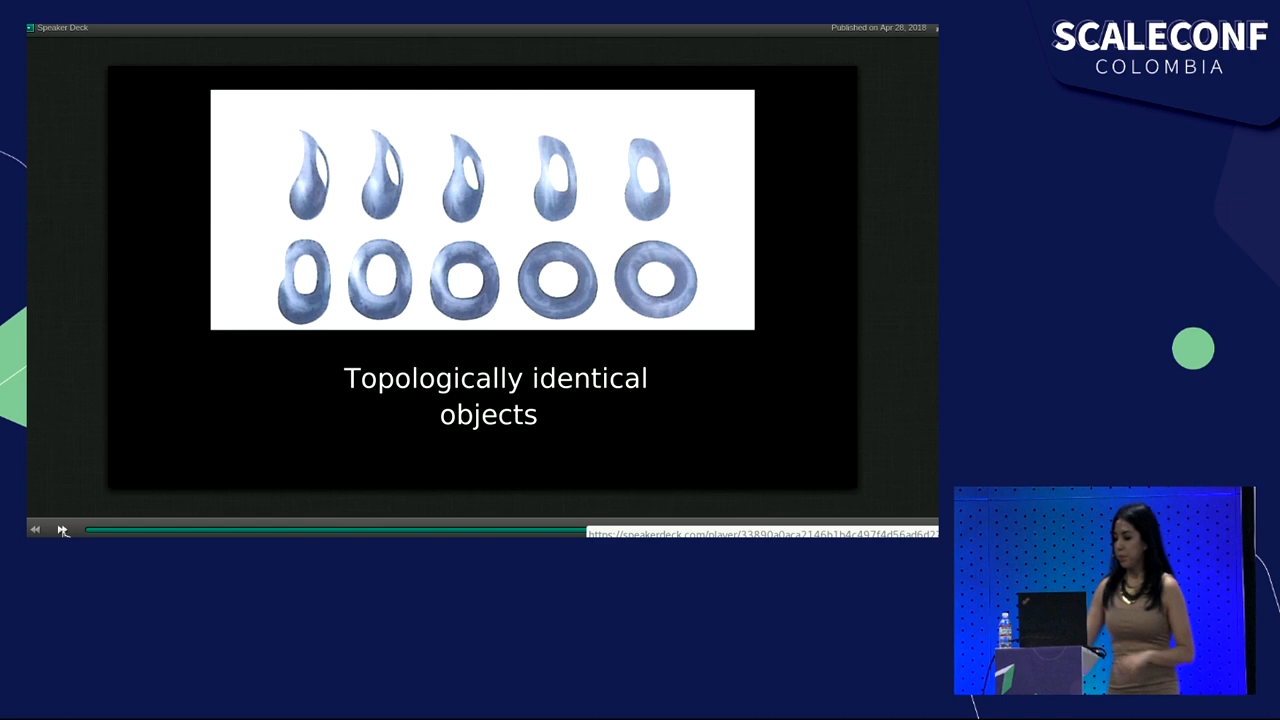 Speaker Deck
Published on Apr 28, 2018
SCALECONF
COLOMBIA
Topologically identical
objects